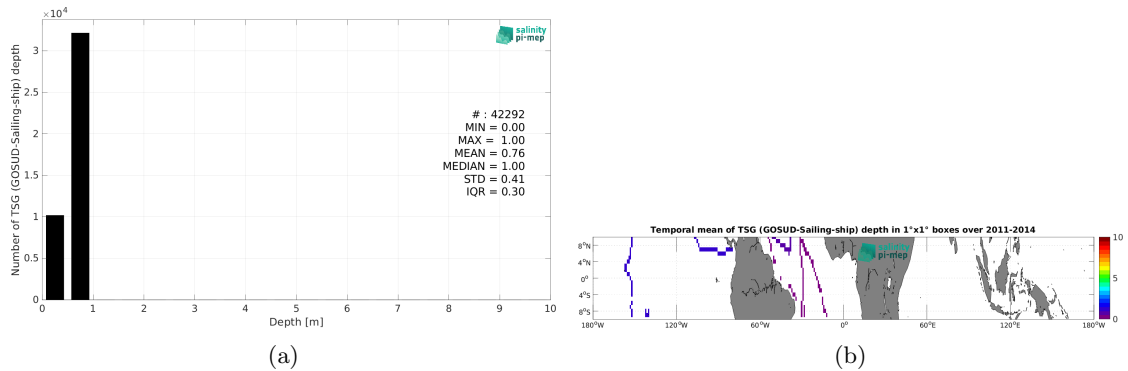 ×10^4
salinity
pi-mep
Number of TSG (GOSUD-Sailing-ship) depth
3
2.5
2
1.5
1
0.5
0
# : 42292
MIN = 0.00
MAX = 1.00
MEAN = 0.76
MEDIAN = 1.00
STD = 0.41
IQR = 0.30
0 1 2 3 4 5 6 7 8 9 10
Depth [m]
(a)
Temporal mean of TSG (GOSUD-Sailing-ship) depth in 1°x1° boxes over 2011-2014
salinity
pi-mep
8°N
4°N
0°
4°S
8°S
180°W 120°W 60°W 0° 60°E 120°E 180°W
10
5
0
(b)